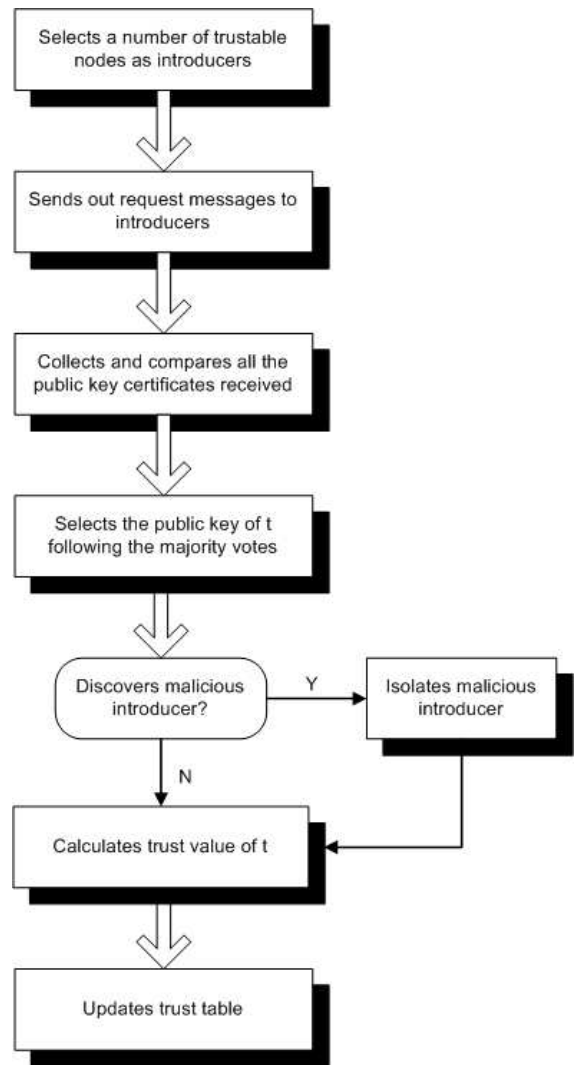 Selects a number of trustable
nodes as introducers
Sends out request messages to
introducers
Collects and compares all the
public key certificates received
Selects the public key of t
following the majority votes
Discovers malicious
introducer?
Y
Isolates malicious
introducer
N
Calculates trust value of t
Updates trust table